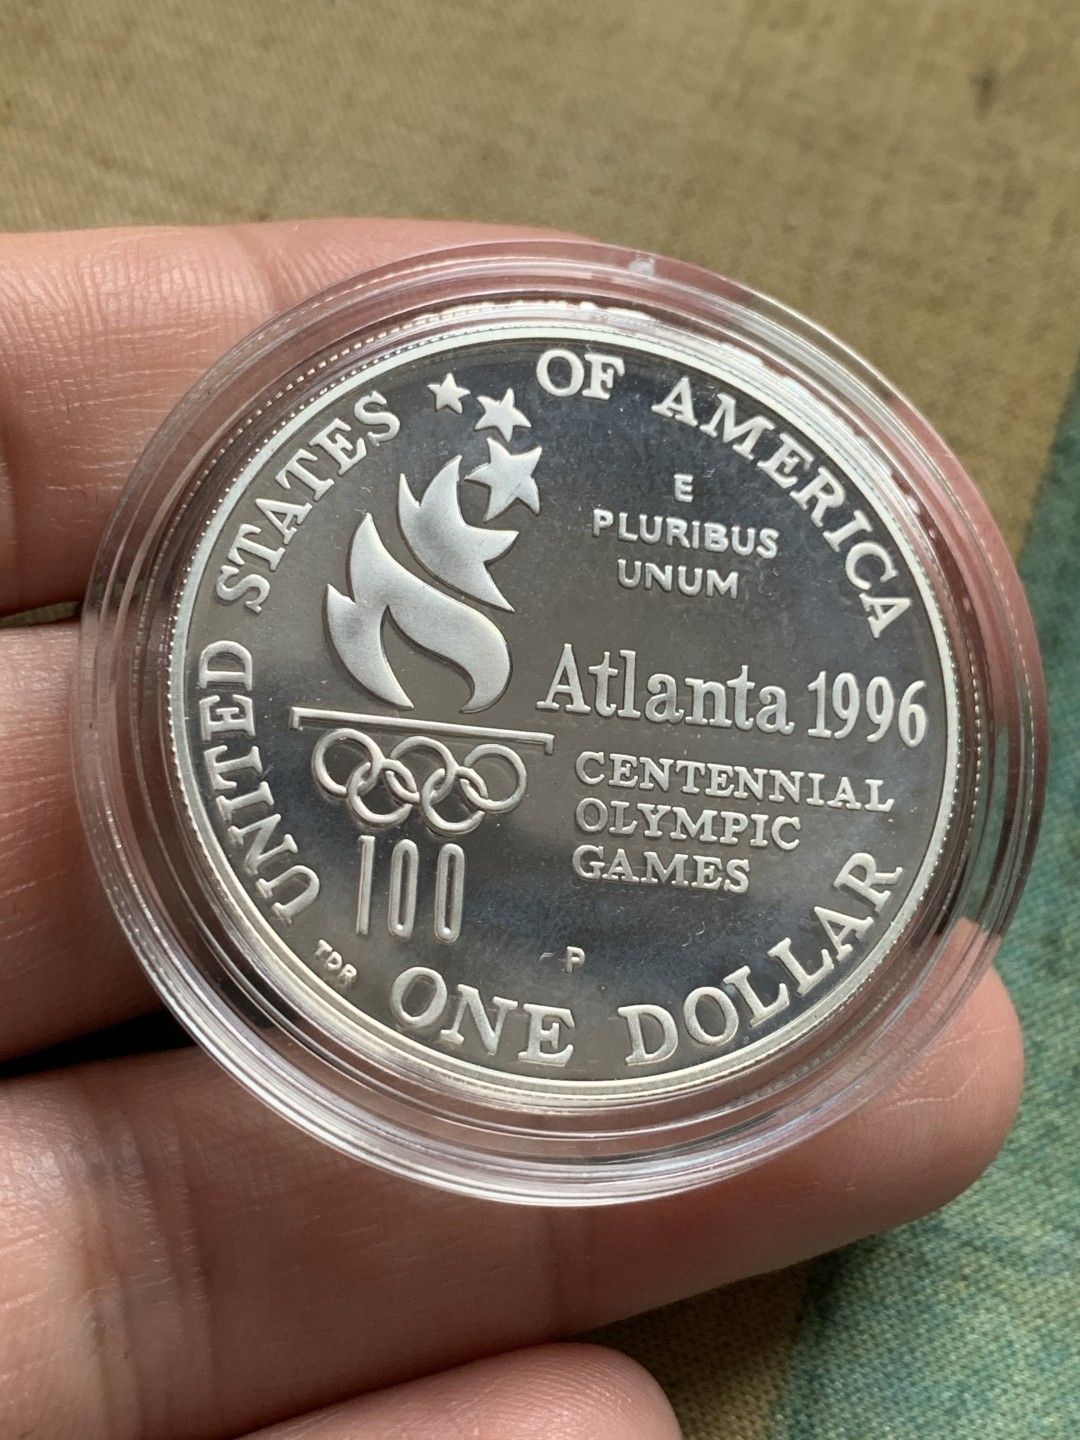 UNITED STATES OF AMERICA
E
PLURIBUS
UNUM
Atlanta 1996
CENTENNIAL
OLYMPIC
GAMES
100
TDR
P
ONE DOLLAR